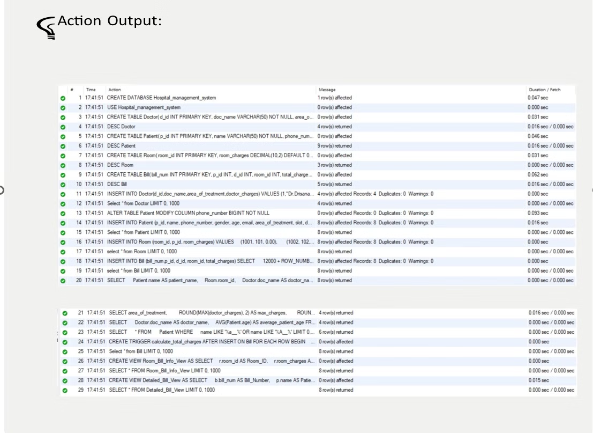 Action Output:
# Time Action Message Duration / Fetch
1 17:41:51 CREATE DATABASE Hospital_management_system 1 row(s) affected 0.047 sec
2 17:41:51 USE Hospital_management_system 0 row(s) affected 0.000 sec
3 17:41:51 CREATE TABLE Doctor( d_id INT PRIMARY KEY, doc_name VARCHAR(50) NOT NULL, area_o... 0 row(s) affected 0.031 sec
4 17:41:51 DESC Doctor 4 row(s) returned 0.016 sec / 0.000 sec
5 17:41:51 CREATE TABLE Patient( p_id INT PRIMARY KEY, name VARCHAR(50) NOT NULL, phone_num... 0 row(s) affected 0.046 sec
6 17:41:51 DESC Patient 9 row(s) returned 0.016 sec / 0.000 sec
7 17:41:51 CREATE TABLE Room( room_id INT PRIMARY KEY, room_charges DECIMAL(10,2) DEFAULT 0... 0 row(s) affected 0.031 sec
8 17:41:51 DESC Room 3 row(s) returned 0.000 sec / 0.000 sec
9 17:41:51 CREATE TABLE Bill( bill_num INT PRIMARY KEY, p_id INT, d_id INT, room_id INT, total_charge... 0 row(s) affected 0.062 sec
10 17:41:51 DESC Bill 5 row(s) returned 0.016 sec / 0.000 sec
11 17:41:51 INSERT INTO Doctor(d_id,doc_name,area_of_treatment,doctor_charges) VALUES (1,"Dr. 4 row(s) affected Records: 4 Duplicates: 0 Warnings: 0 0.000 sec
12 17:41:51 Select * from Doctor LIMIT 0, 1000 4 row(s) returned 0.000 sec / 0.000 sec
13 17:41:51 ALTER TABLE Patient MODIFY COLUMN phone_number BIGINT NOT NULL 0 row(s) affected Records: 0 Duplicates: 0 Warnings: 0 0.093 sec
14 17:41:51 INSERT INTO Patient (p_id, name, phone_number, gender, age, email, area_of_treatment, slot, d... 8 row(s) affected Records: 8 Duplicates: 0 Warnings: 0 0.016 sec
15 17:41:51 Select * from Patient LIMIT 0, 1000 8 row(s) returned 0.000 sec / 0.000 sec
16 17:41:51 INSERT INTO Room (room_id, p_id, room_charges) VALUES (1001, 101, 0.00), (1002, 102,... 8 row(s) affected Records: 8 Duplicates: 0 Warnings: 0 0.000 sec
17 17:41:51 select * from Room LIMIT 0, 1000 8 row(s) returned 0.000 sec / 0.000 sec
18 17:41:51 INSERT INTO Bill (bill_num,p_id, d_id, room_id,total_charges) SELECT 12000 + ROW_NUMB... 8 row(s) affected Records: 8 Duplicates: 0 Warnings: 0 0.000 sec
19 17:41:51 select * from Bill LIMIT 0, 1000 8 row(s) returned 0.000 sec / 0.000 sec
20 17:41:51 SELECT Patient.name AS patient_name, Room.room_id, Doctor.doc_name AS doctor_na... 8 row(s) returned 0.000 sec / 0.000 sec
21 17:41:51 SELECT area_of_treatment, ROUND(MAX(doctor_charges), 2) AS max_charges, ROUN... 4 row(s) returned 0.016 sec / 0.000 sec
22 17:41:51 SELECT Doctor.doc_name AS doctor_name, AVG(Patient.age) AS average_patient_age FR... 4 row(s) returned 0.000 sec / 0.000 sec
23 17:41:51 SELECT * FROM Patient WHERE name LIKE 0 row(s) returned 0.000 sec / 0.000 sec
24 17:41:51 CREATE TRIGGER calculate_total_charges AFTER INSERT ON Bill FOR EACH ROW BEGIN ... 0 row(s) affected 0.000 sec
25 17:41:51 Select * from Bill LIMIT 0, 1000 8 row(s) returned 0.000 sec / 0.000 sec
26 17:41:51 CREATE VIEW Room_Bill_Info_View AS SELECT r.room_id AS Room_ID, r.room_charges A... 0 row(s) affected 0.000 sec
27 17:41:51 SELECT * FROM Room_Bill_Info_View LIMIT 0, 1000 8 row(s) returned 0.000 sec / 0.000 sec
28 17:41:51 CREATE VIEW Detailed_Bill_View AS SELECT b.bill_num AS Bill_Number, p.name AS Patie... 0 row(s) affected 0.015 sec
29 17:41:51 SELECT * FROM Detailed_Bill_View LIMIT 0, 1000 8 row(s) returned 0.000 sec / 0.000 sec